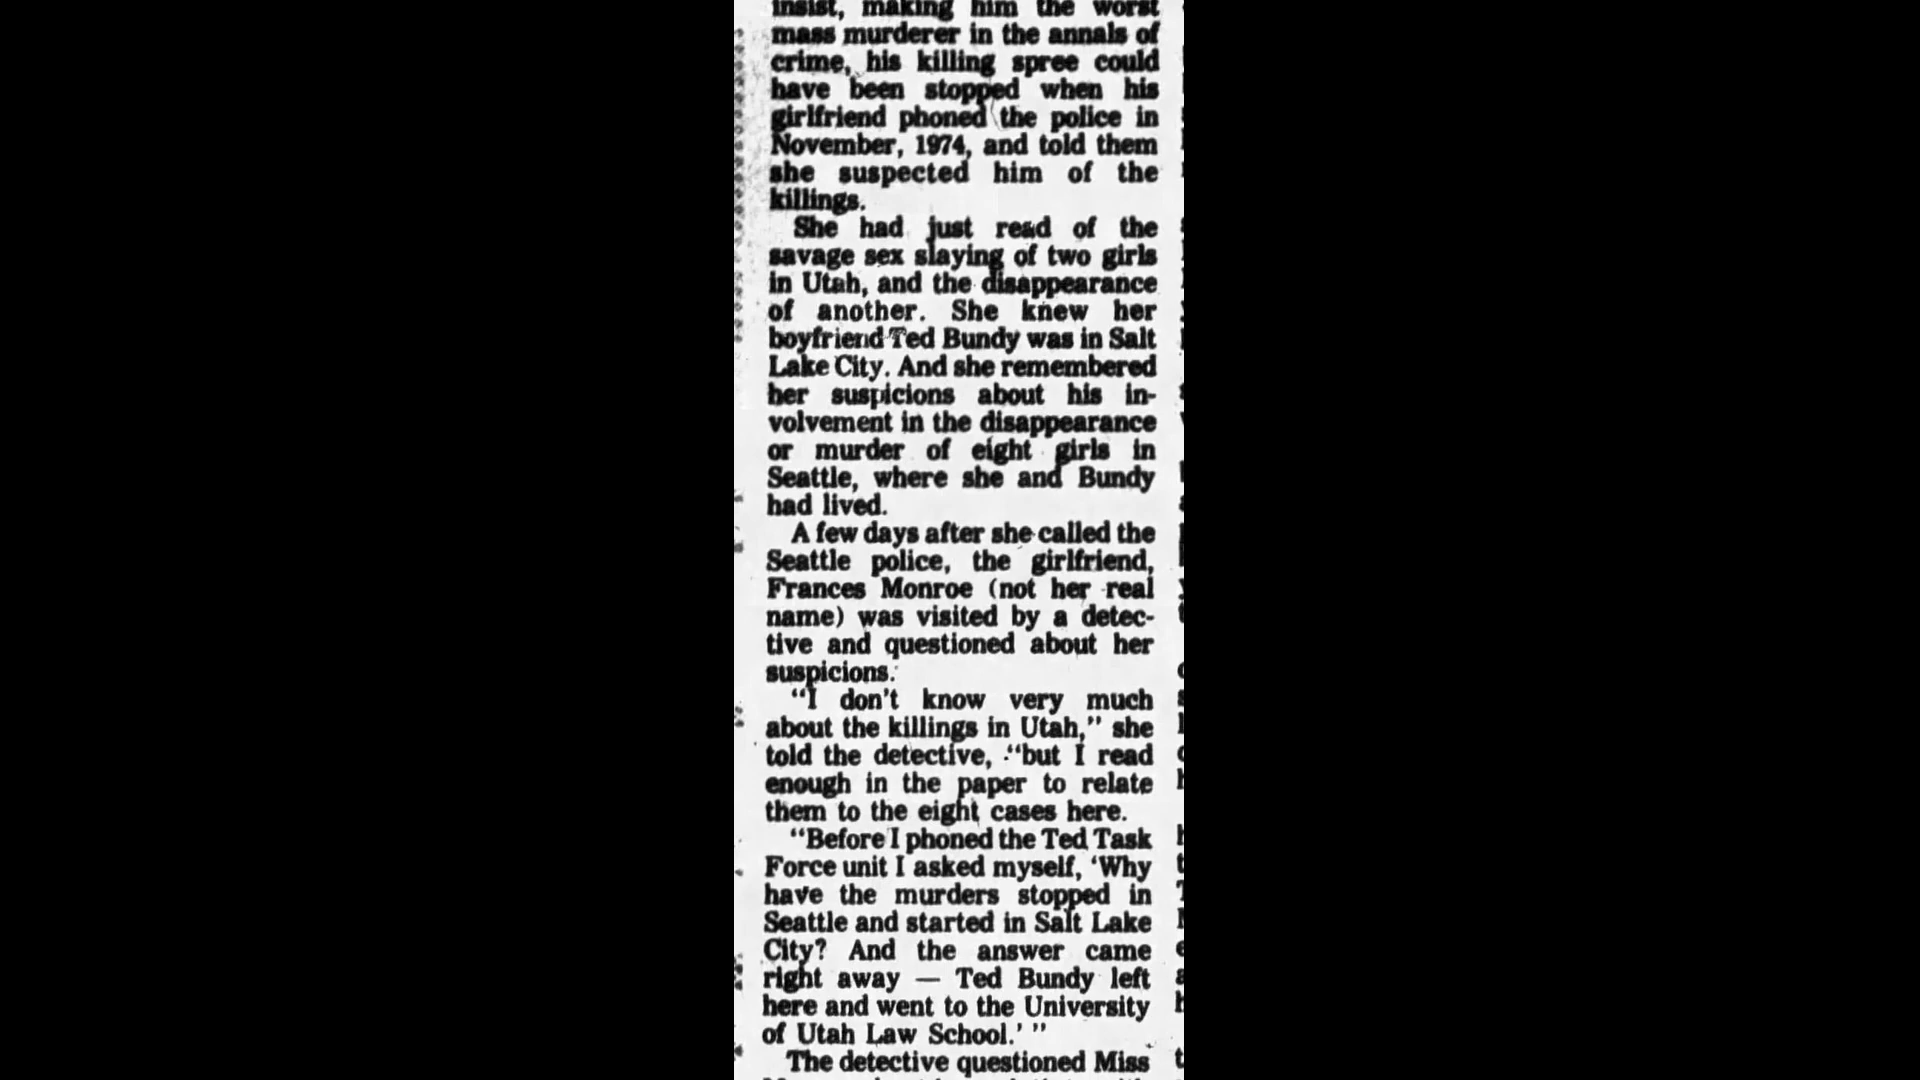 insist, making him the worst
mass murderer in the annals of
crime, his killing spree could
have been stopped when his
girlfriend phoned the police in
November, 1974, and told them
she suspected him of the
killings.
She had just read of the
savage sex slaying of two girls
in Utah, and the disappearance
of another. She knew her
boyfriend Ted Bundy was in Salt
Lake City. And she remembered
her suspicions about his in-
volvement in the disappearance
or murder of eight girls in
Seattle, where she and Bundy
had lived.
A few days after she called the
Seattle police, the girlfriend,
Frances Monroe (not her real
name) was visited by a detec-
tive and questioned about her
suspicions.
"I don't know very much
about the killings in Utah," she
told the detective, "but I read
enough in the paper to relate
them to the eight cases here.
"Before I phoned the Ted Task
Force unit I asked myself, 'Why
have the murders stopped in
Seattle and started in Salt Lake
City? And the answer came
right away — Ted Bundy left
here and went to the University
of Utah Law School.' "
The detective questioned Miss